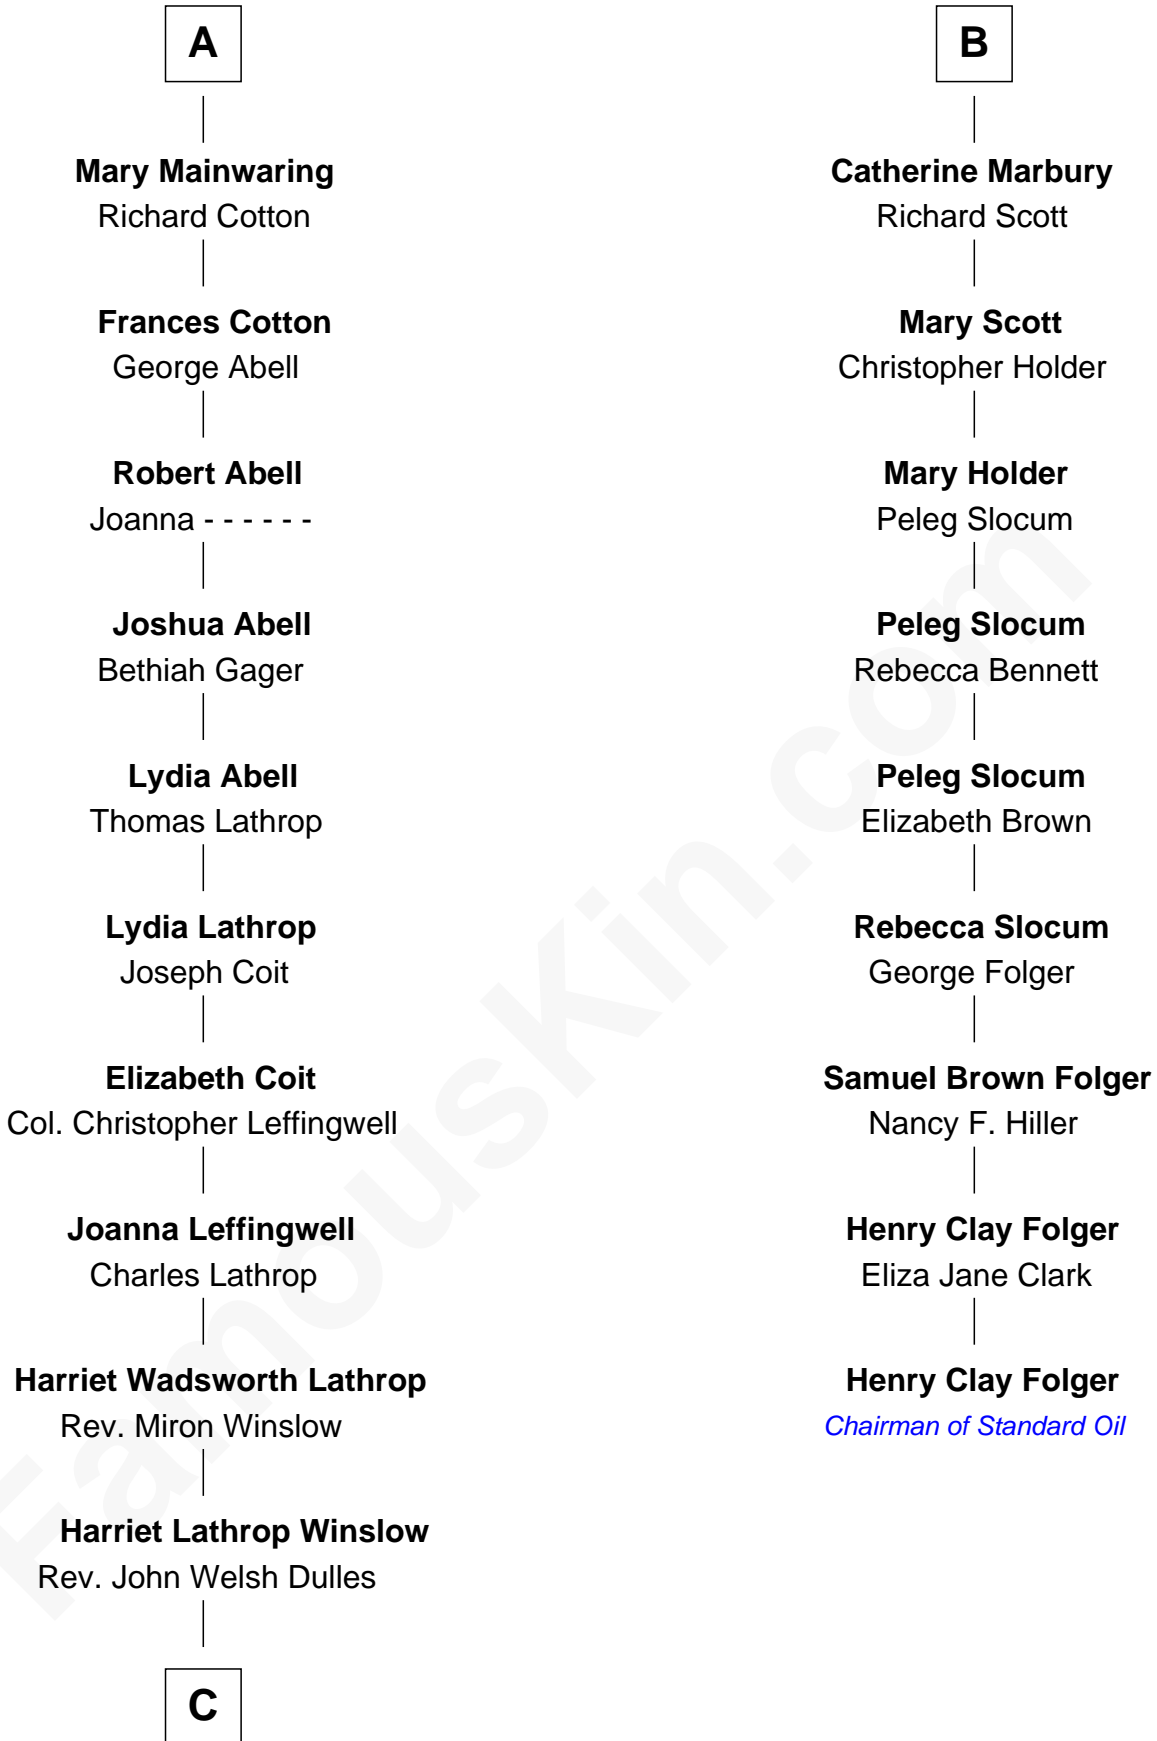 A
Mary Mainwaring
Richard Cotton
Frances Cotton
George Abell
Robert Abell
Joanna - - - - - -
Joshua Abell
Bethiah Gager
Lydia Abell
Thomas Lathrop
Lydia Lathrop
Joseph Coit
Elizabeth Coit
Col. Christopher Leffingwell
Joanna Leffingwell
Charles Lathrop
Harriet Wadsworth Lathrop
Rev. Miron Winslow
Harriet Lathrop Winslow
Rev. John Welsh Dulles
C
B
Catherine Marbury
Richard Scott
Mary Scott
Christopher Holder
Mary Holder
Peleg Slocum
Peleg Slocum
Rebecca Bennett
Peleg Slocum
Elizabeth Brown
Rebecca Slocum
George Folger
Samuel Brown Folger
Nancy F. Hiller
Henry Clay Folger
Eliza Jane Clark
Henry Clay Folger
Chairman of Standard Oil
FamousKin.com